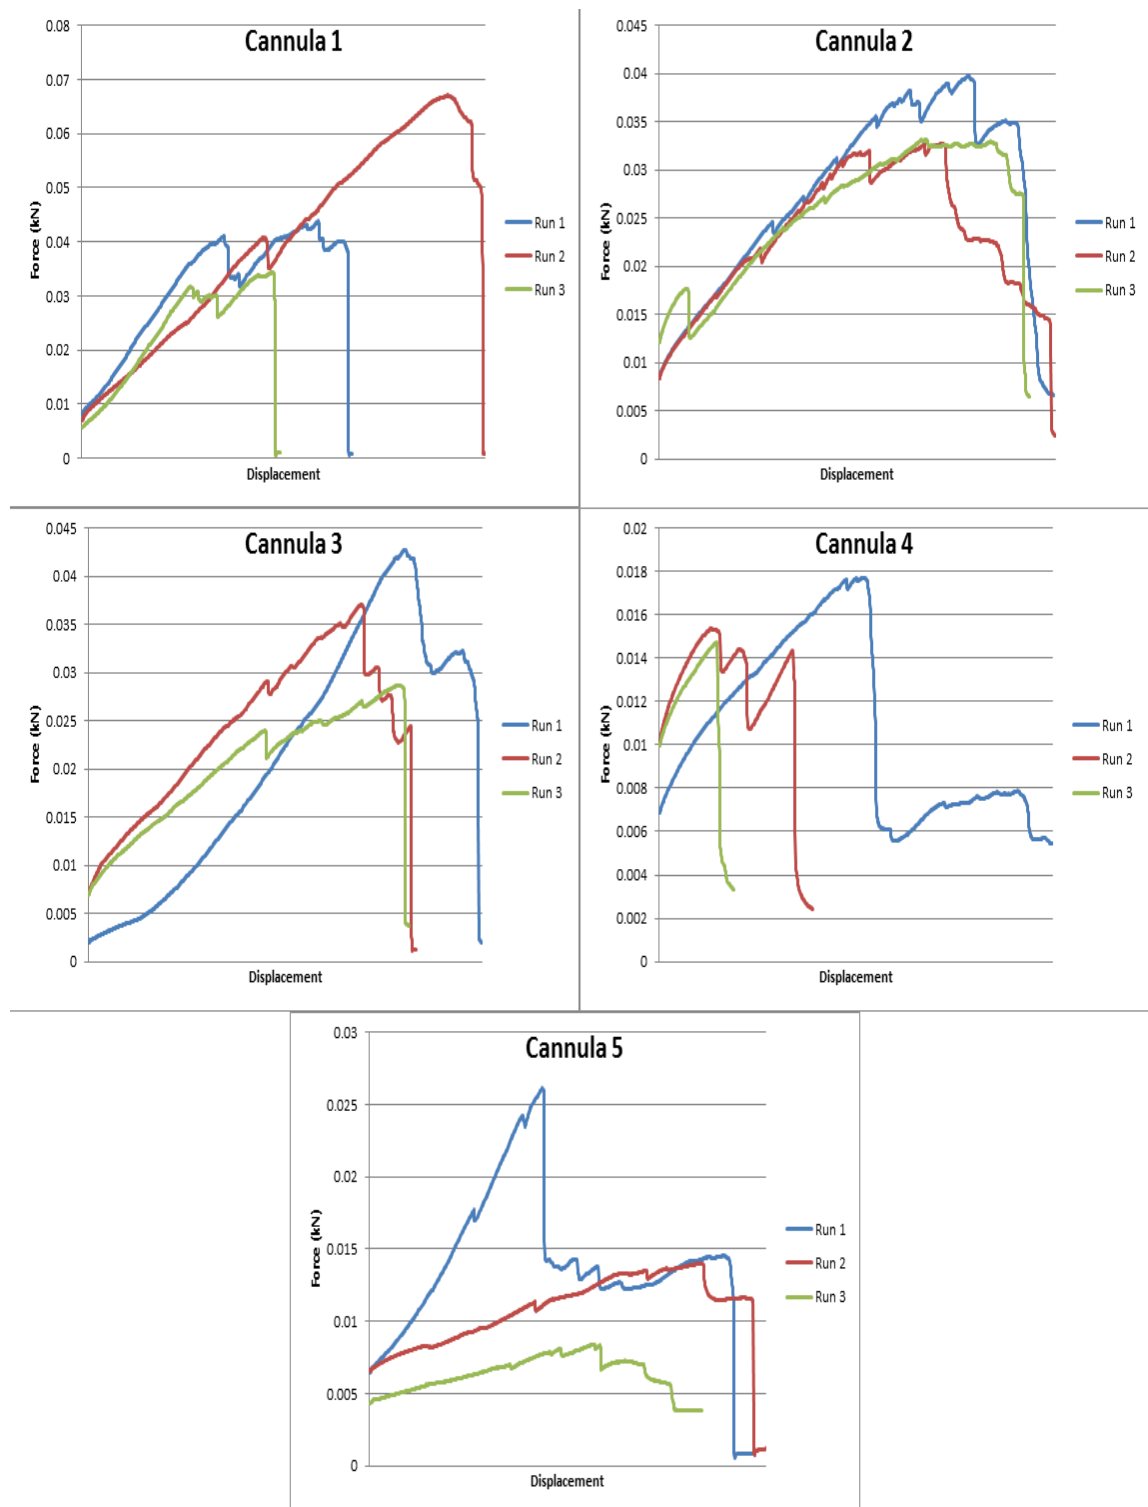 Cannula 1
Force (kN)
0.08
0.07
0.06
0.05
0.04
0.03
0.02
0.01
0
Displacement
Run 1
Run 2
Run 3
Cannula 2
Force (kN)
0.045
0.04
0.035
0.03
0.025
0.02
0.015
0.01
0.005
0
Displacement
Run 1
Run 2
Run 3
Cannula 3
Force (kN)
0.045
0.04
0.035
0.03
0.025
0.02
0.015
0.01
0.005
0
Displacement
Run 1
Run 2
Run 3
Cannula 4
Force (kN)
0.02
0.018
0.016
0.014
0.012
0.01
0.008
0.006
0.004
0.002
0
Displacement
Run 1
Run 2
Run 3
Cannula 5
Force (kN)
0.03
0.025
0.02
0.015
0.01
0.005
0
Displacement
Run 1
Run 2
Run 3